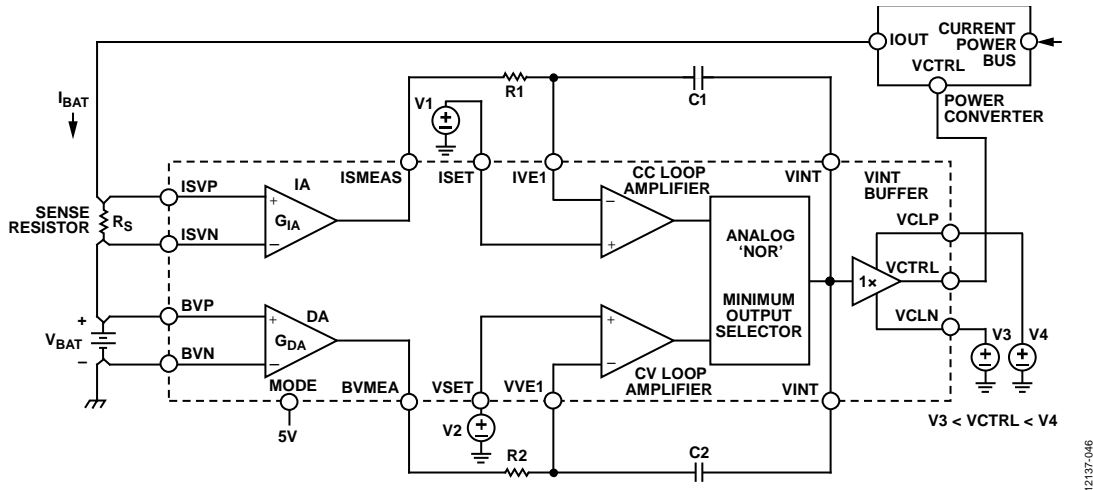 IOUT
CURRENT
POWER
BUS
VCTRL
POWER
CONVERTER
R1
C1
IBAT
V1
ISMEAS
ISET
IVE1
VINT
CC LOOP
AMPLIFIER
VINT
BUFFER
ISVP
IA
+
GIA
−
ISVN
SENSE
RESISTOR
RS
−
+
ANALOG
'NOR'
MINIMUM
OUTPUT
SELECTOR
VCLP
1×
VCTRL
VCLN
BVP
DA
+
GDA
−
BVN
+
VBAT
−
MODE
5V
BVMEA
VSET
VVE1
+
−
CV LOOP
AMPLIFIER
VINT
V3
V4
V2
V3 < VCTRL < V4
R2
C2
12137-046